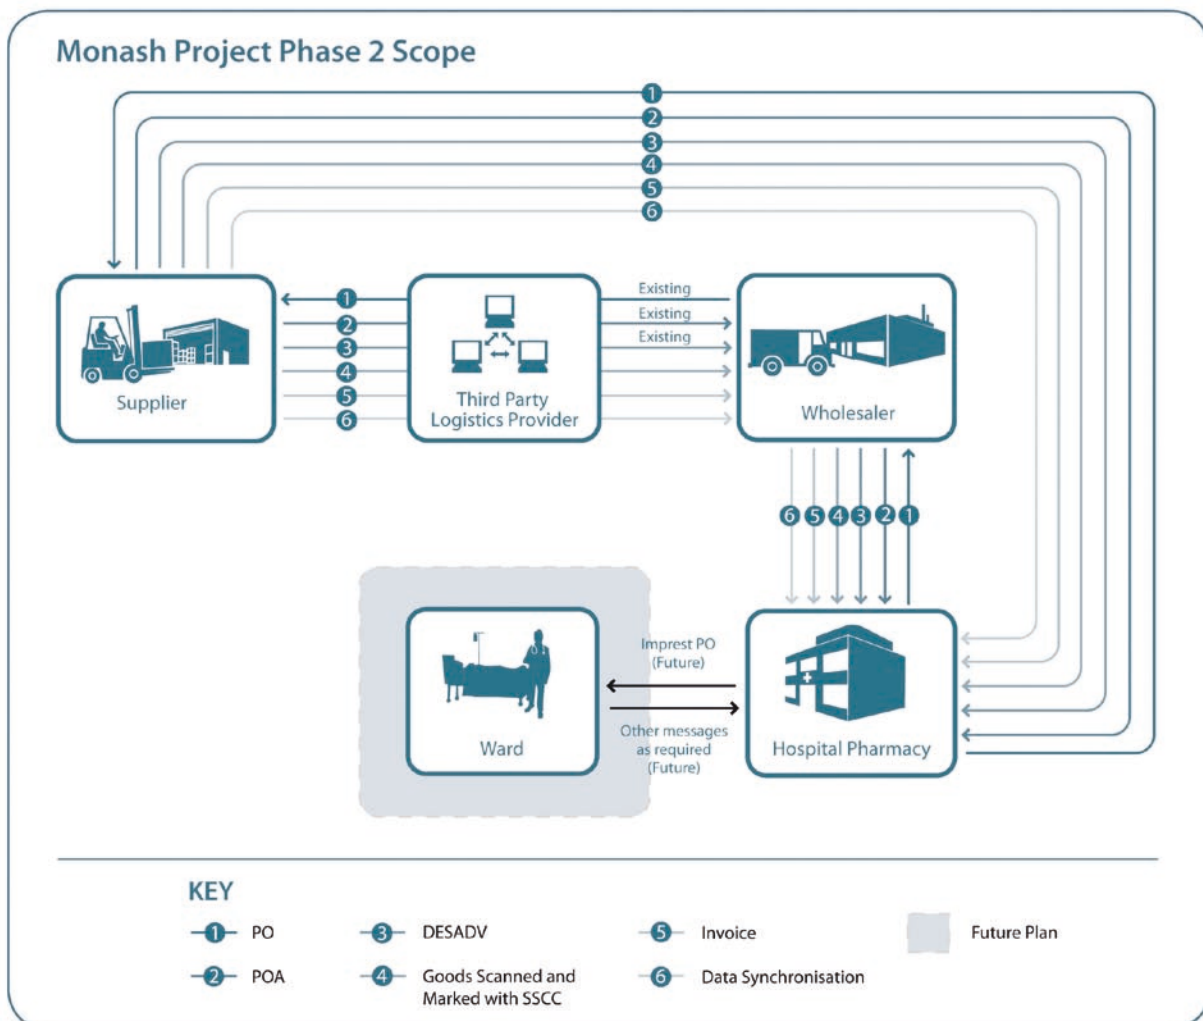 Monash Project Phase 2 Scope
1
2
3
4
5
6
1
2
3
4
5
6
Existing
Existing
Existing
Supplier
Third Party
Logistics Provider
Wholesaler
6 5 4 3 2 1
Imprest PO
(Future)
Other messages
as required
(Future)
Ward
Hospital Pharmacy
KEY
1 PO
2 POA
3 DESADV
4 Goods Scanned and
Marked with SSCC
5 Invoice
6 Data Synchronisation
Future Plan